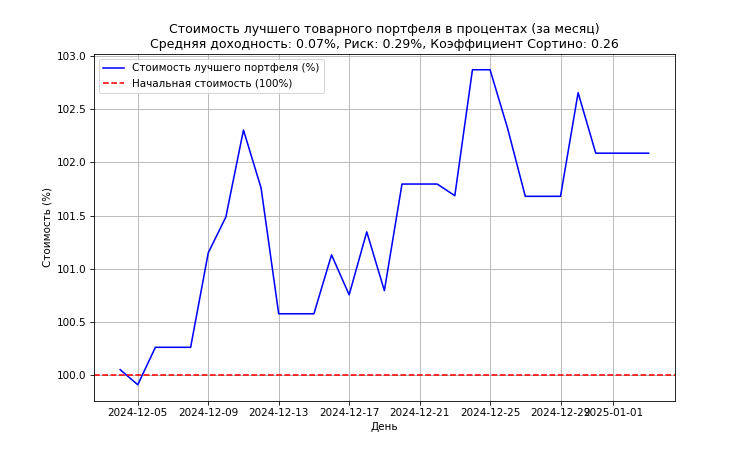 Стоимость лучшего товарного портфеля в процентах (за месяц)
Средняя доходность: 0.07%, Риск: 0.29%, Коэффициент Сортино: 0.26
Стоимость лучшего портфеля (%)
Начальная стоимость (100%)
Стоимость (%)
103.0
102.5
102.0
101.5
101.0
100.5
100.0
2024-12-05
2024-12-09
2024-12-13
2024-12-17
2024-12-21
2024-12-25
2024-12-29
2025-01-01
День